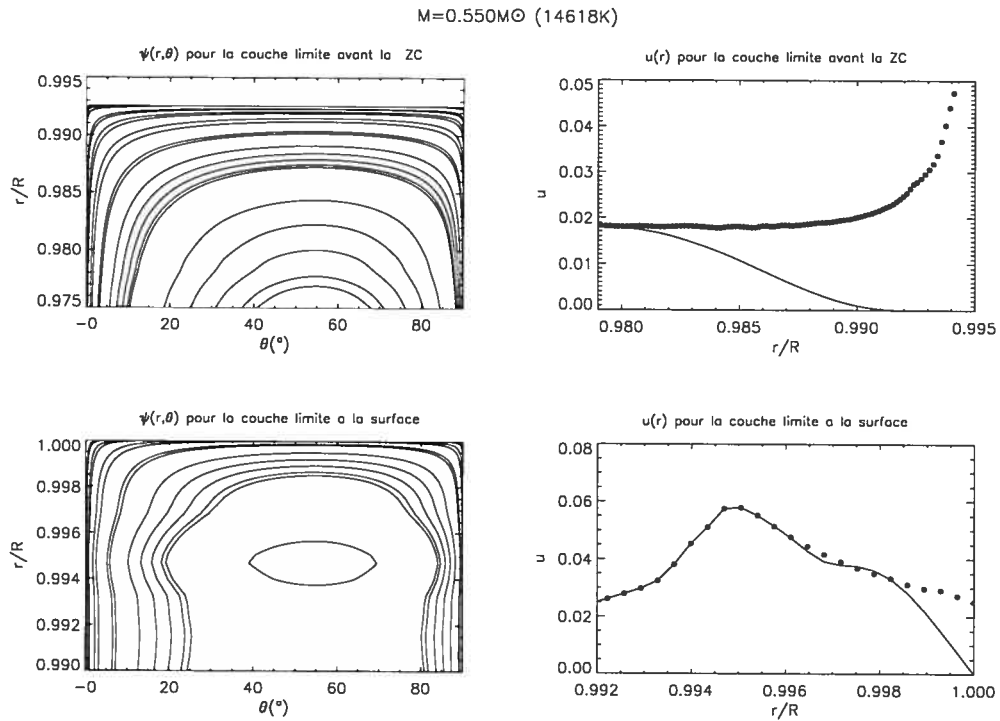 M=0.550M☉ (14618K)
ψ(r,θ) pour la couche limite avant la ZC
0.995
0.990
0.985
0.980
0.975
r/R
−0 20 40 60 80
θ(°)
u(r) pour la couche limite avant la ZC
0.05
0.04
0.03
0.02
0.01
0.00
u
0.980 0.985 0.990 0.995
r/R
ψ(r,θ) pour la couche limite a la surface
1.000
0.998
0.996
0.994
0.992
0.990
r/R
−0 20 40 60 80
θ(°)
u(r) pour la couche limite a la surface
0.08
0.06
0.04
0.02
0.00
u
0.992 0.994 0.996 0.998 1.000
r/R